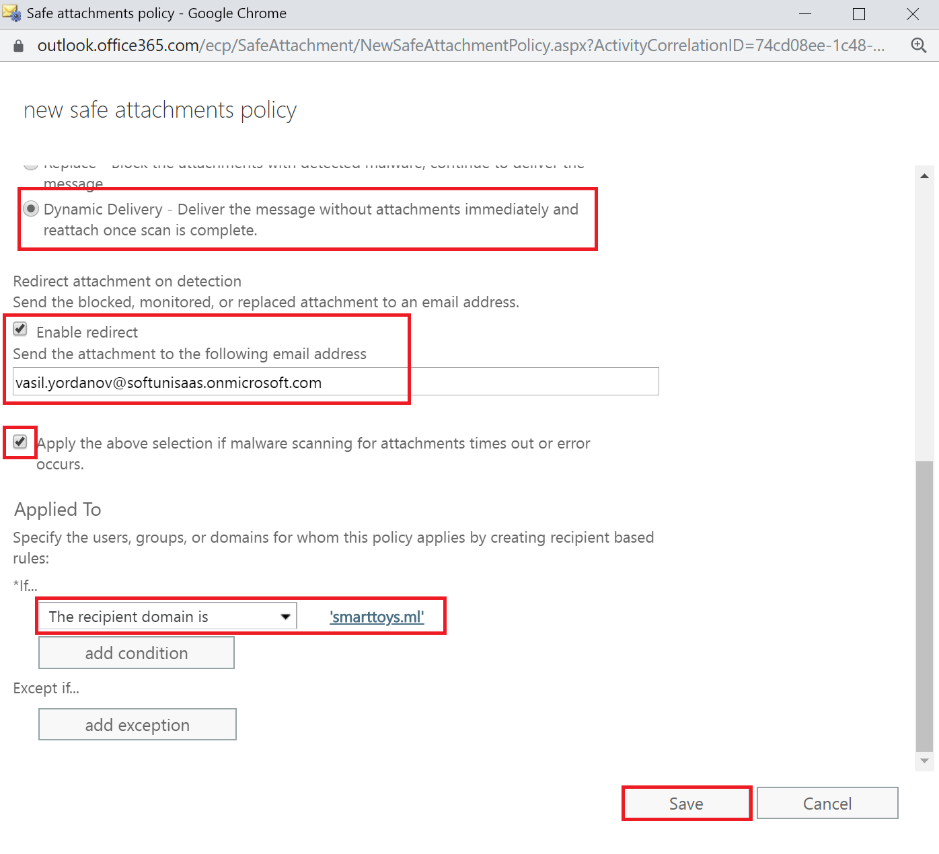 Safe attachments policy - Google Chrome
outlook.office365.com/ecp/SafeAttachment/NewSafeAttachmentPolicy.aspx?ActivityCorrelationID=74cd08ee-1c48-...
new safe attachments policy
Replace - Block the attachments with detected malware, continue to deliver the
message
Dynamic Delivery - Deliver the message without attachments immediately and
reattach once scan is complete.
Redirect attachment on detection
Send the blocked, monitored, or replaced attachment to an email address.
Enable redirect
Send the attachment to the following email address
vasil.yordanov@softunisaas.onmicrosoft.com
Apply the above selection if malware scanning for attachments times out or error
occurs.
Applied To
Specify the users, groups, or domains for whom this policy applies by creating recipient based
rules:
*If...
The recipient domain is 'smarttoys.ml'
add condition
Except if...
add exception
Save Cancel